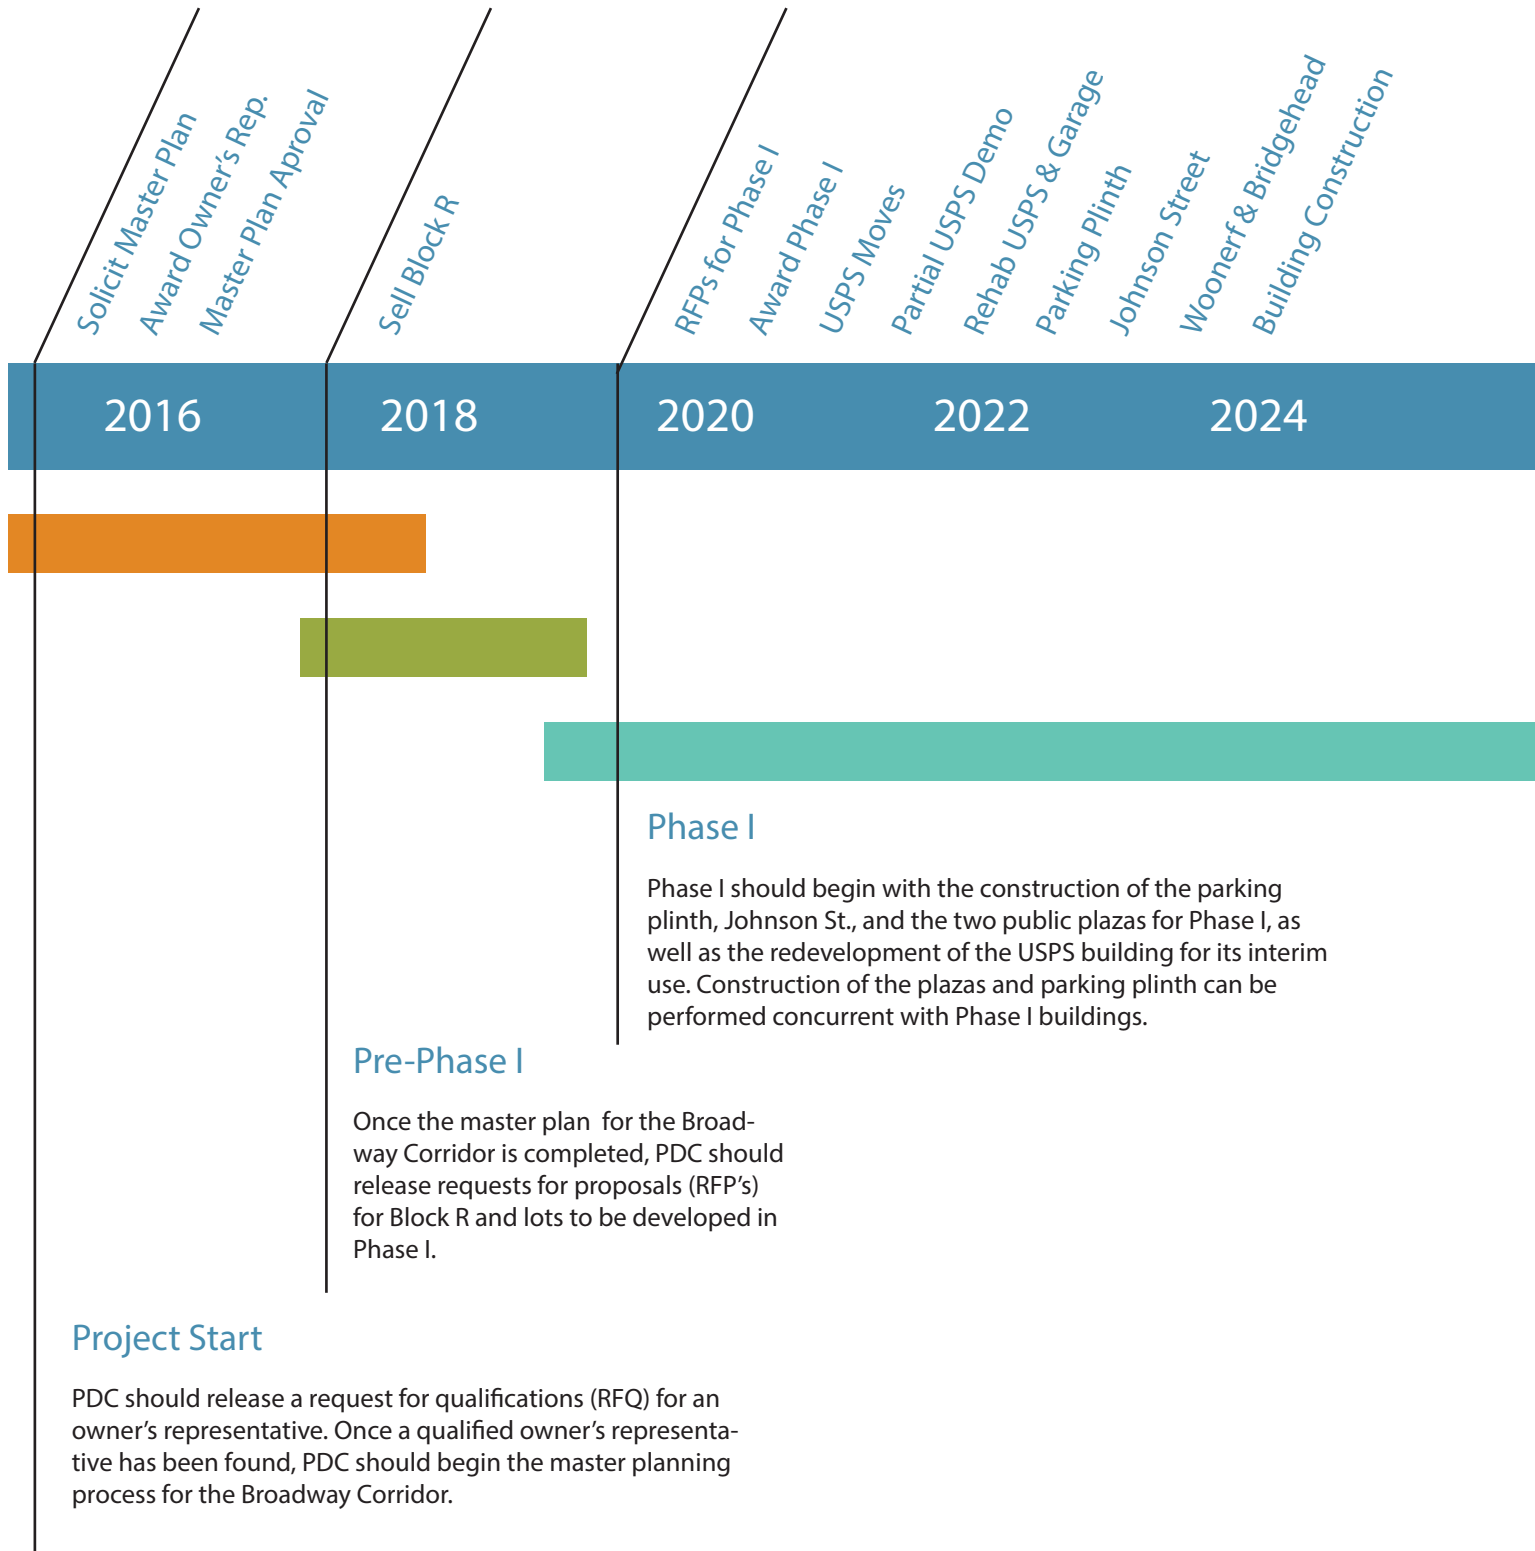 Solicit Master Plan
Award Owner's Rep.
Master Plan Aproval
Sell Block R
RFPs for Phase I
Award Phase I
USPS Moves
Partial USPS Demo
Rehab USPS & Garage
Parking Plinth
Johnson Street
Woonerf & Bridgehead
Building Construction
2016
2018
2020
2022
2024
Phase I
Phase I should begin with the construction of the parking
plinth, Johnson St., and the two public plazas for Phase I, as
well as the redevelopment of the USPS building for its interim
use. Construction of the plazas and parking plinth can be
performed concurrent with Phase I buildings.
Pre-Phase I
Once the master plan for the Broad-
way Corridor is completed, PDC should
release requests for proposals (RFP's)
for Block R and lots to be developed in
Phase I.
Project Start
PDC should release a request for qualifications (RFQ) for an
owner's representative. Once a qualified owner's representa-
tive has been found, PDC should begin the master planning
process for the Broadway Corridor.